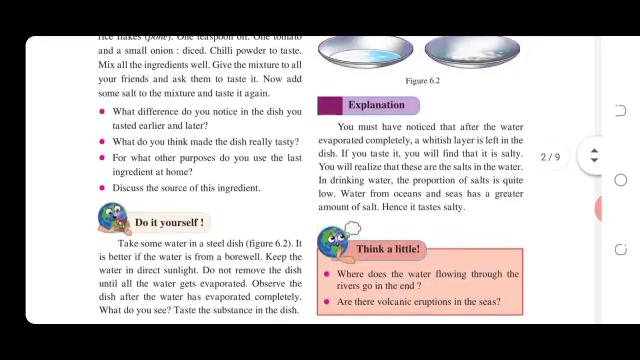 rice flakes (pohe). One teaspoon oil. One tomato
and a small onion : diced. Chilli powder to taste.
Mix all the ingredients well. Give the mixture to all
your friends and ask them to taste it. Now add
some salt to the mixture and taste it again.
What difference do you notice in the dish you
tasted earlier and later?
What do you think made the dish really tasty?
For what other purposes do you use the last
ingredient at home?
Discuss the source of this ingredient.
Do it yourself !
Take some water in a steel dish (figure 6.2). It
is better if the water is from a borewell. Keep the
water in direct sunlight. Do not remove the dish
until all the water gets evaporated. Observe the
dish after the water has evaporated completely.
What do you see? Taste the substance in the dish.
Figure 6.2
Explanation
You must have noticed that after the water
evaporated completely, a whitish layer is left in the
dish. If you taste it, you will find that it is salty.
You will realize that these are the salts in the water.
In drinking water, the proportion of salts is quite
low. Water from oceans and seas has a greater
amount of salt. Hence it tastes salty.
Think a little!
Where does the water flowing through the
rivers go in the end ?
Are there volcanic eruptions in the seas?
2 / 9